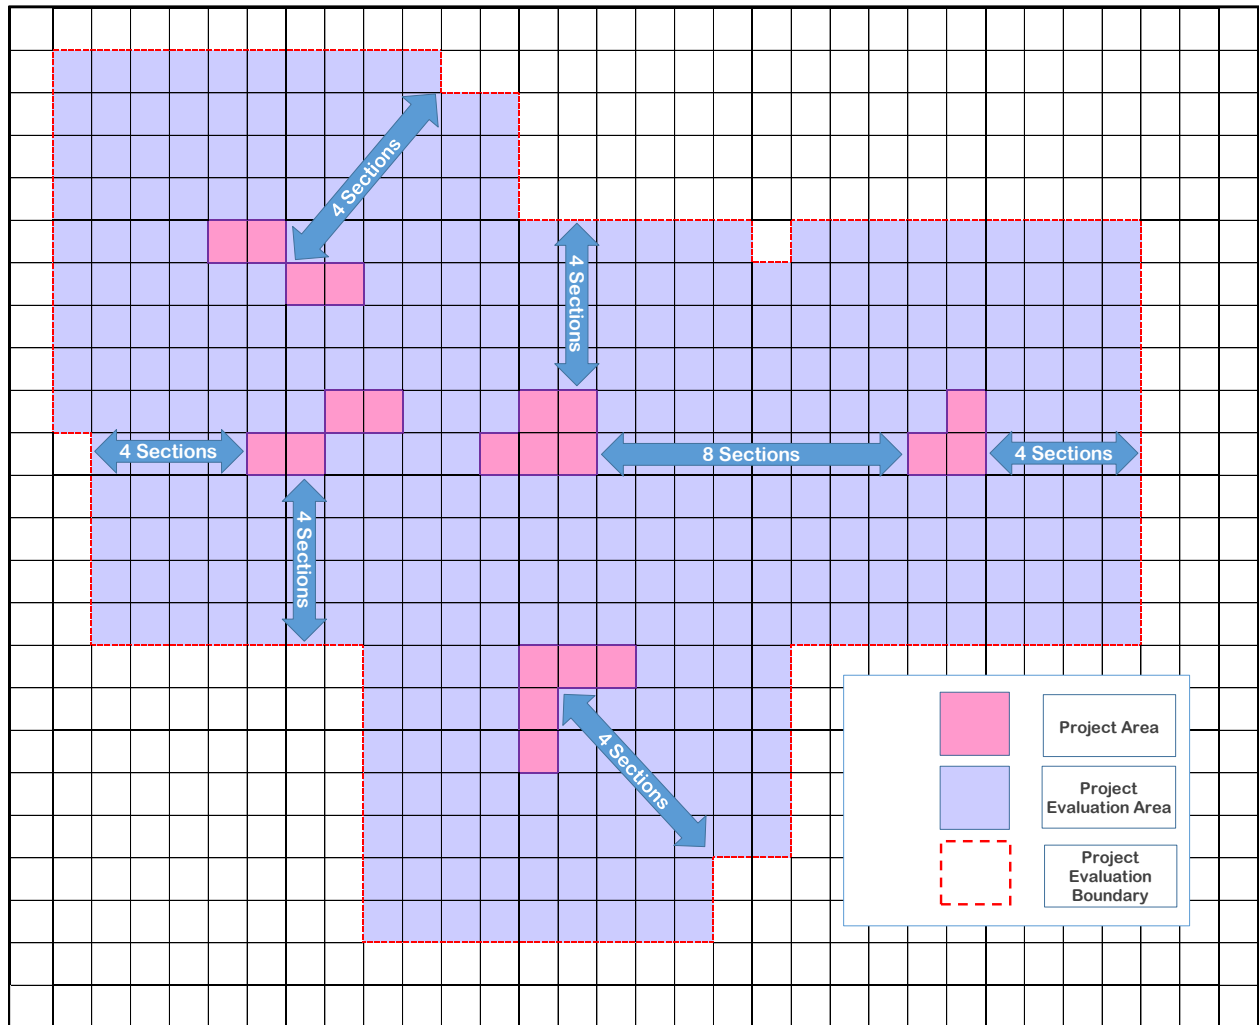 4 Sections
4 Sections
4 Sections
8 Sections
4 Sections
4 Sections
4 Sections
Project Area
Project
Evaluation Area
Project
Evaluation
Boundary